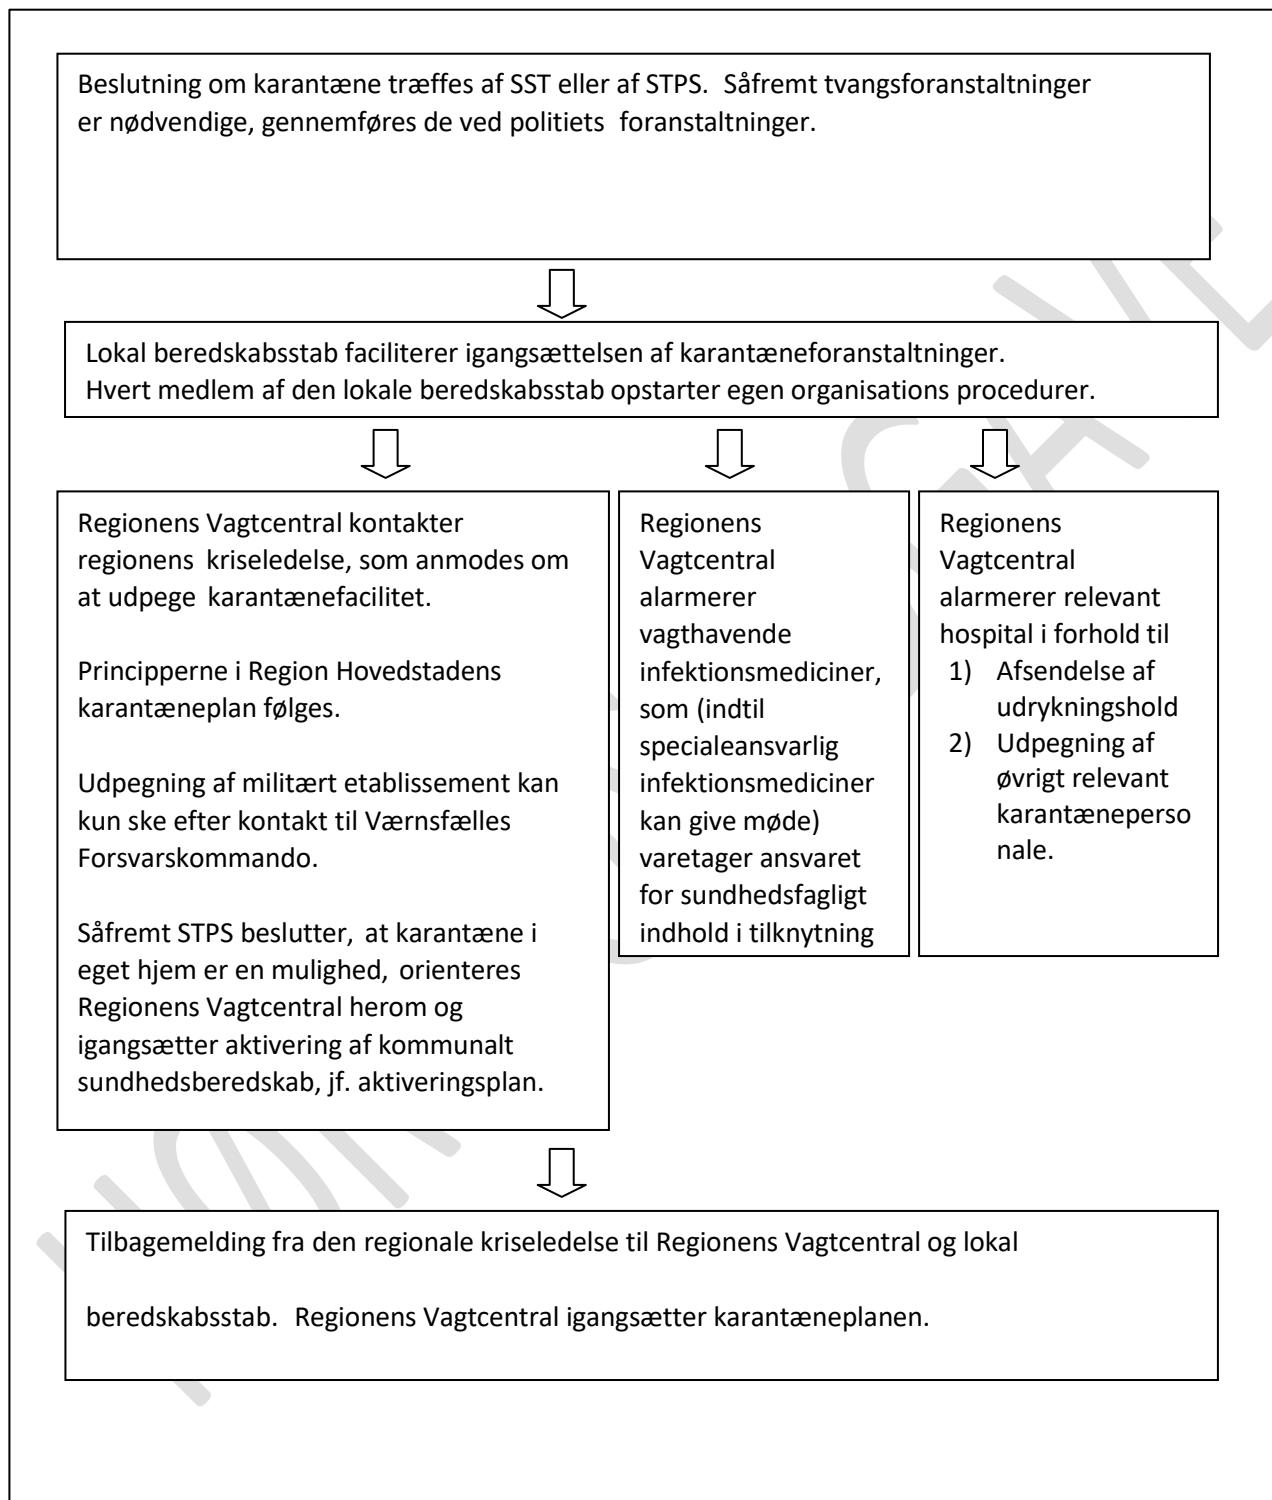 Beslutning om karantæne træffes af SST eller af STPS. Såfremt tvangsforanstaltninger
er nødvendige, gennemføres de ved politiets foranstaltninger.
Lokal beredskabsstab faciliterer igangsættelsen af karantæneforanstaltninger.
Hvert medlem af den lokale beredskabsstab opstarter egen organisations procedurer.
Regionens Vagtcentral kontakter
regionens kriseledelse, som anmodes om
at udpege karantænefacilitet.
Principperne i Region Hovedstadens
karantæneplan følges.
Udpegning af militært etablissement kan
kun ske efter kontakt til Værnsfælles
Forsvarskommando.
Såfremt STPS beslutter, at karantæne i
eget hjem er en mulighed, orienteres
Regionens Vagtcentral herom og
igangsætter aktivering af kommunalt
sundhedsberedskab, jf. aktiveringsplan.
Regionens
Vagtcentral
alarmerer
vagthavende
infektionsmediciner,
som (indtil
specialeansvarlig
infektionsmediciner
kan give møde)
varetager ansvaret
for sundhedsfagligt
indhold i tilknytning
Regionens
Vagtcentral
alarmerer relevant
hospital i forhold til
1) Afsendelse af
udrykningshold
2) Udpegning af
øvrigt relevant
karantæneperso
nale.
Tilbagemelding fra den regionale kriseledelse til Regionens Vagtcentral og lokal
beredskabsstab. Regionens Vagtcentral igangsætter karantæneplanen.